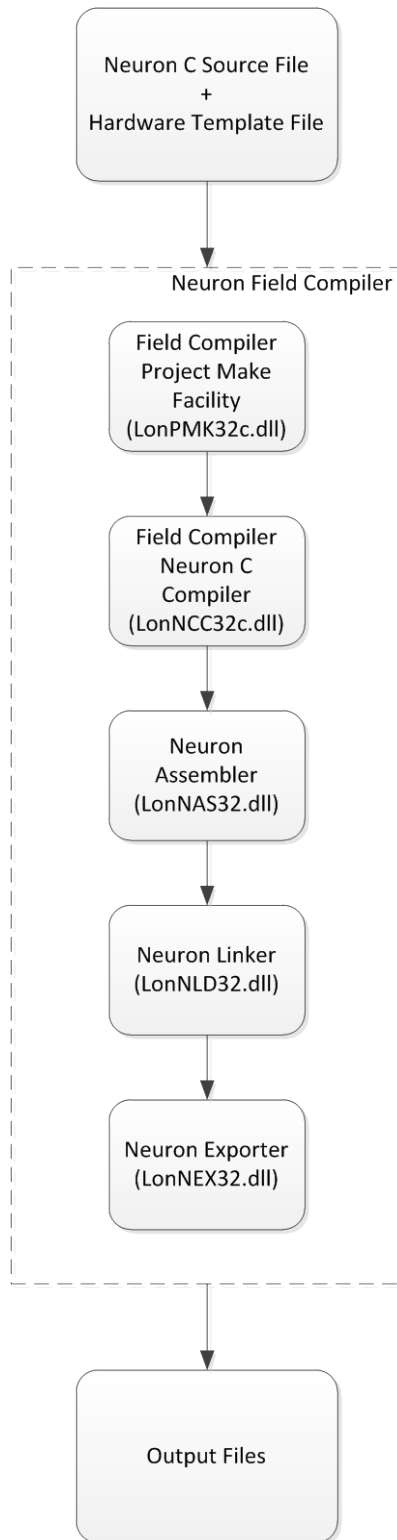 Neuron C Source File
+
Hardware Template File
Neuron Field Compiler
Field Compiler
Project Make
Facility
(LonPMK32c.dll)
Field Compiler
Neuron C
Compiler
(LonNCC32c.dll)
Neuron
Assembler
(LonNAS32.dll)
Neuron Linker
(LonNLD32.dll)
Neuron Exporter
(LonNEX32.dll)
Output Files